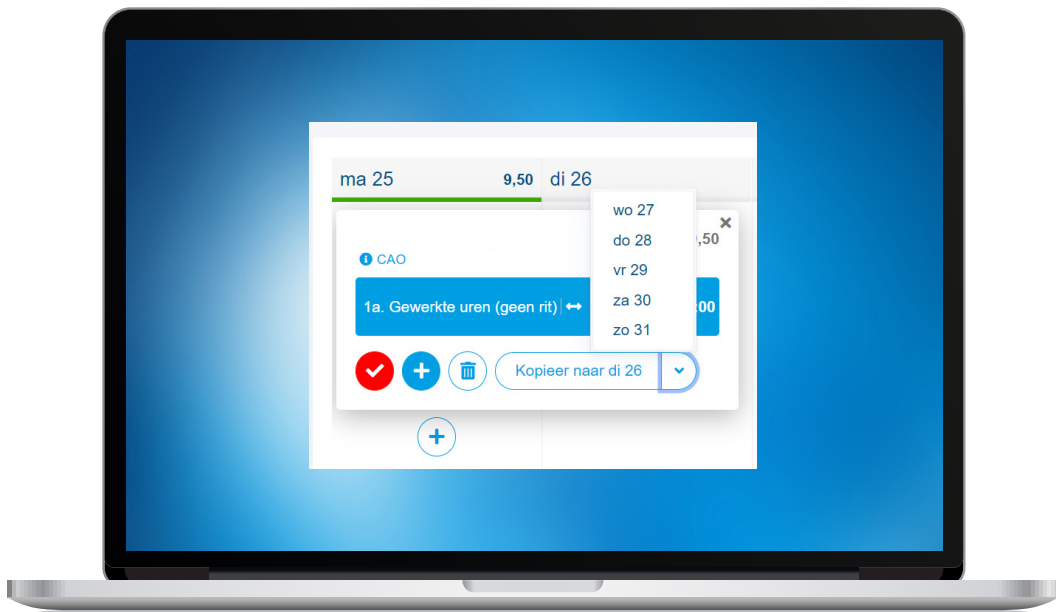 ma 25 9,50 di 26
wo 27
do 28
,50
vr 29
CAO
za 30
1a. Gewerkte uren (geen rit) :00
zo 31
Kopieer naar di 26